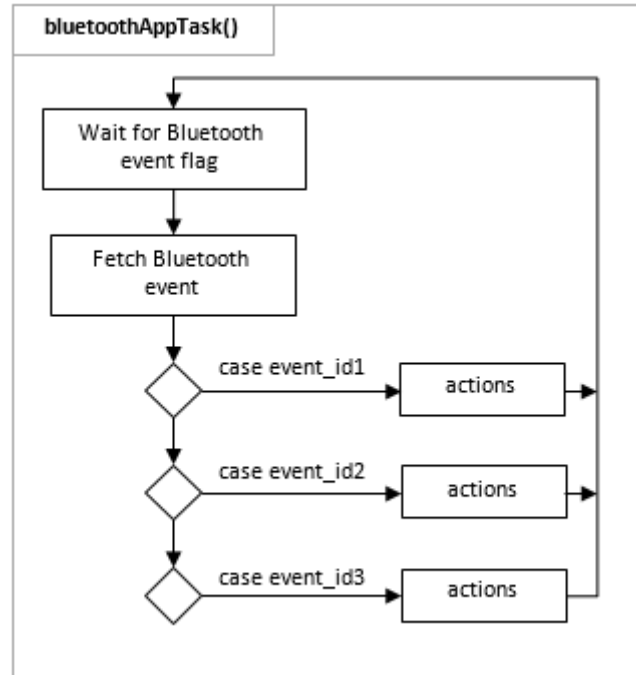 bluetoothAppTask()
Wait for Bluetooth
event flag
Fetch Bluetooth
event
case event_id1
actions
case event_id2
actions
case event_id3
actions